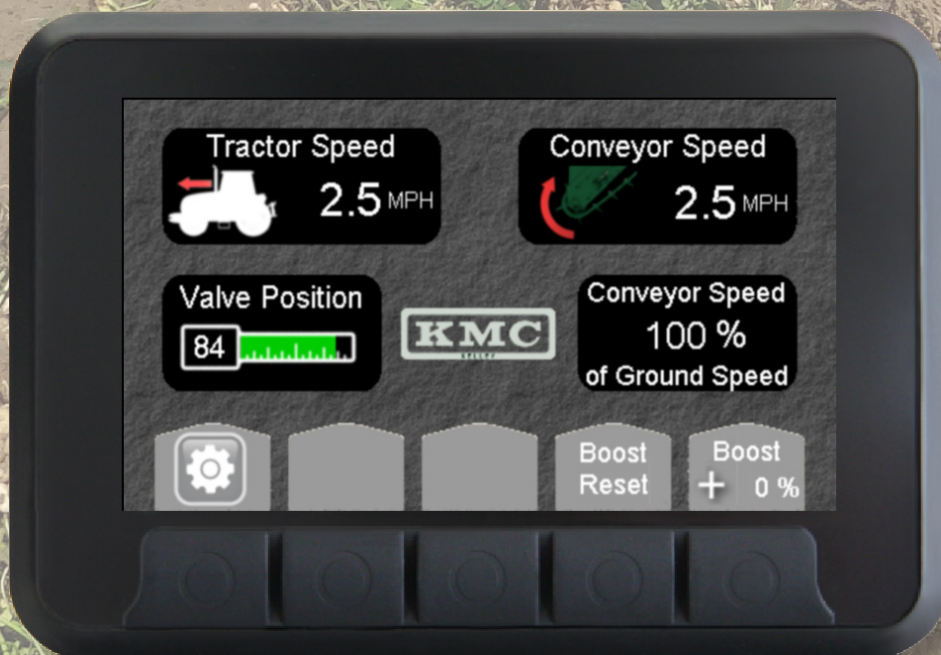 Tractor Speed
2.5 MPH
Conveyor Speed
2.5 MPH
Valve Position
84
KMC
Conveyor Speed
100 %
of Ground Speed
Boost
Reset
Boost
+ 0 %